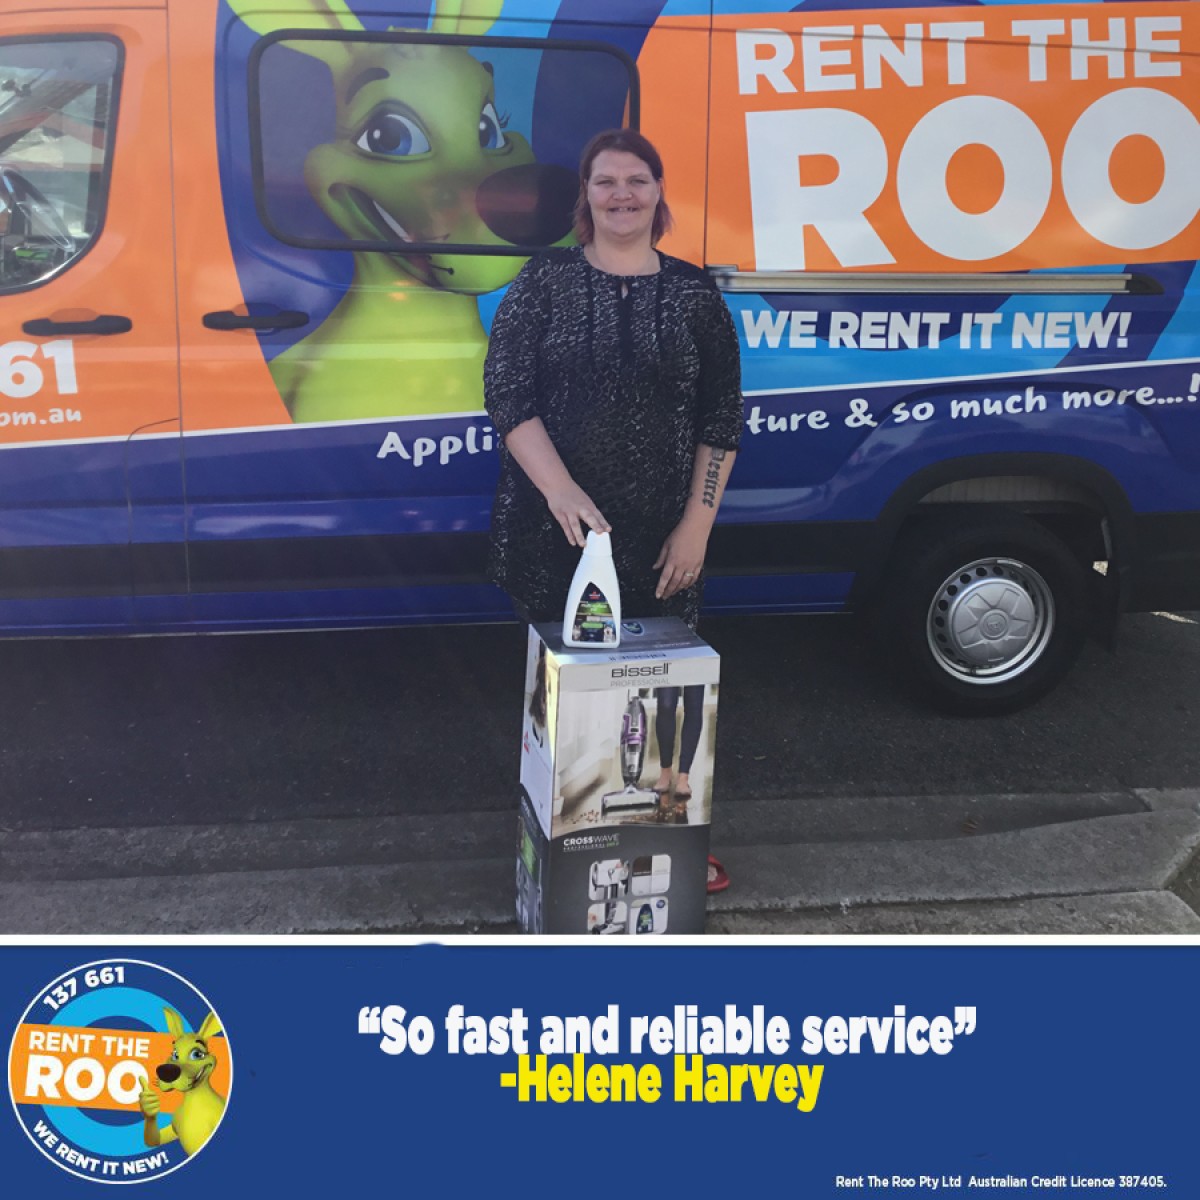 RENT THE
ROO
WE RENT IT NEW!
61
om.au
Appli
ture & so much more...!
Desiree
BISSELL
PROFESSIONAL
CROSSWAVE
137 661
RENT THE
ROO
WE RENT IT NEW!
“So fast and reliable service”
-Helene Harvey
Rent The Roo Pty Ltd Australian Credit Licence 387405.